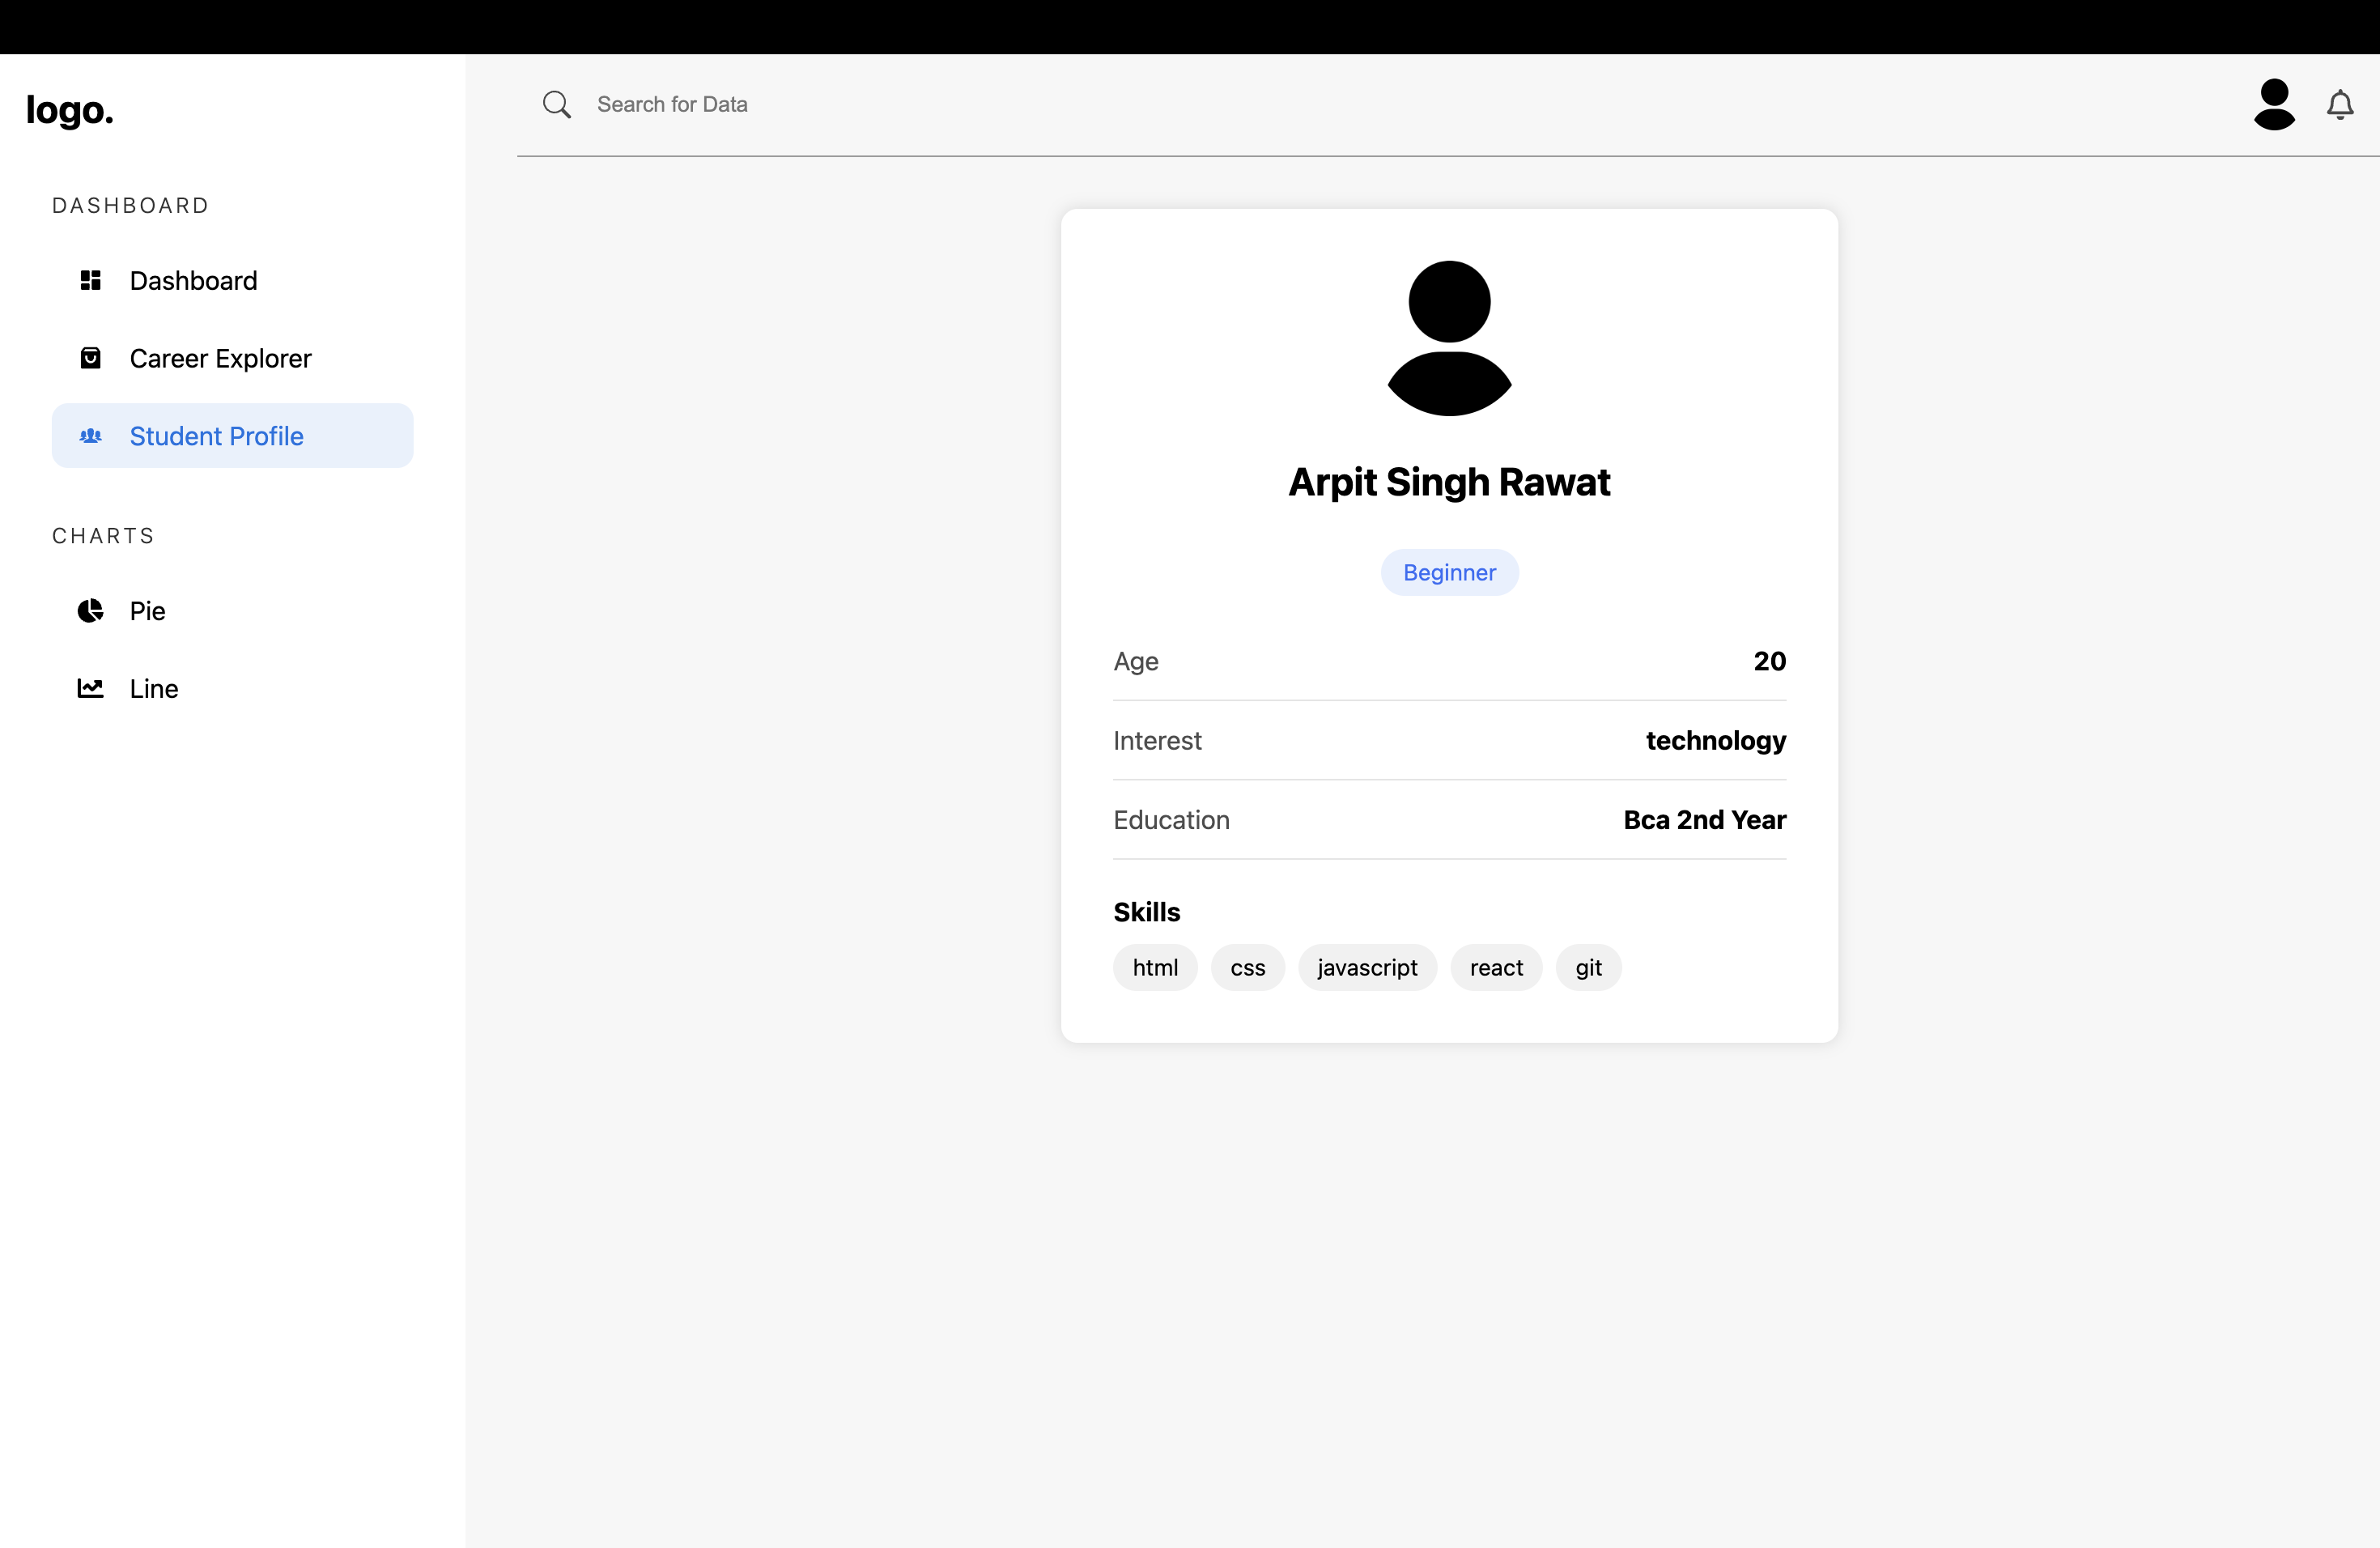 logo.
Search for Data
DASHBOARD
Dashboard
Career Explorer
Student Profile
CHARTS
Pie
Line
Arpit Singh Rawat
Beginner
Age 20
Interest technology
Education Bca 2nd Year
Skills
html css javascript react git